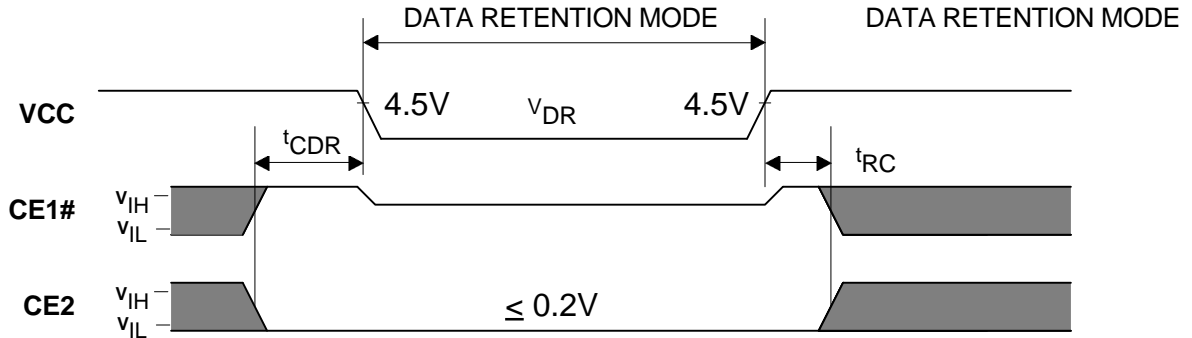 DATA RETENTION MODE DATA RETENTION MODE
VCC 4.5V VDR 4.5V
tCDR tRC
CE1# VIH
VIL
CE2 VIH
VIL
≤ 0.2V